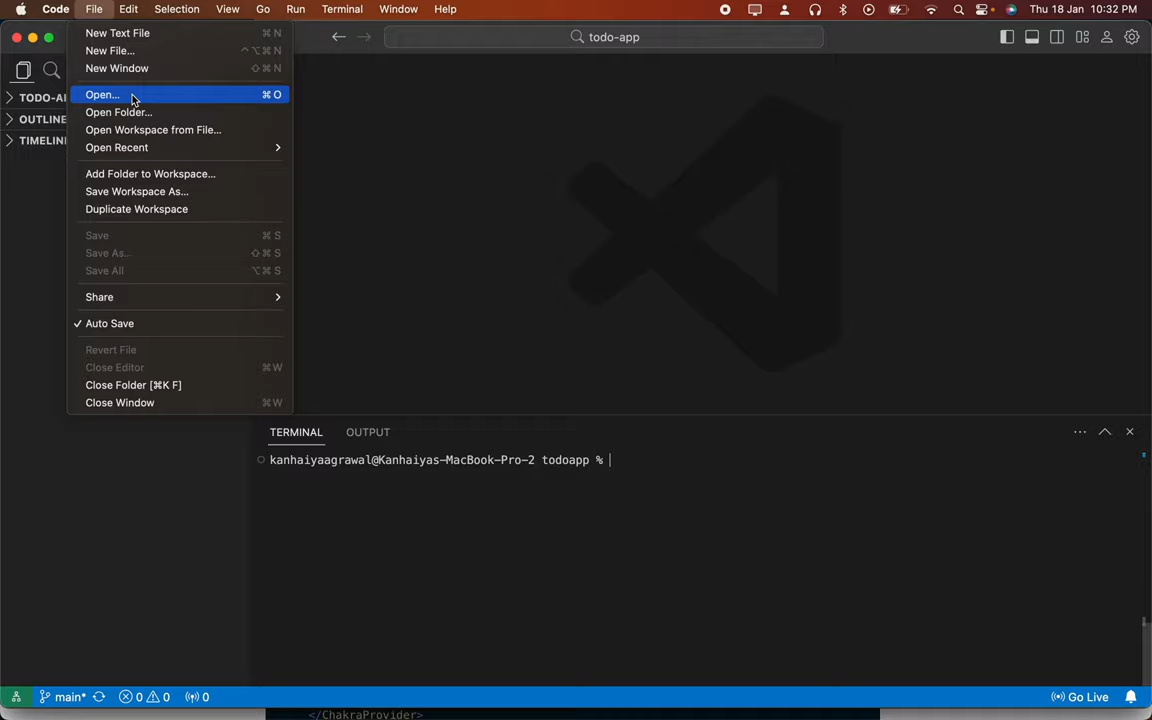 Code File Edit Selection View Go Run Terminal Window Help Thu 18 Jan 10:32 PM
todo-app
New Text File ⌘ N
New File... ⌃⌥⌘ N
New Window ⇧⌘ N
Open... ⌘ O
Open Folder...
Open Workspace from File...
Open Recent
Add Folder to Workspace...
Save Workspace As...
Duplicate Workspace
Save ⌘ S
Save As... ⇧⌘ S
Save All ⌥⌘ S
Share
✓ Auto Save
Revert File
Close Editor ⌘W
Close Folder [⌘K F]
Close Window ⌘W
TODO-A
OUTLINE
TIMELIN
TERMINAL OUTPUT
kanhaiyaagrawal@Kanhaiyas-MacBook-Pro-2 todoapp %
main* 0 0 0 Go Live
</ChakraProvider>